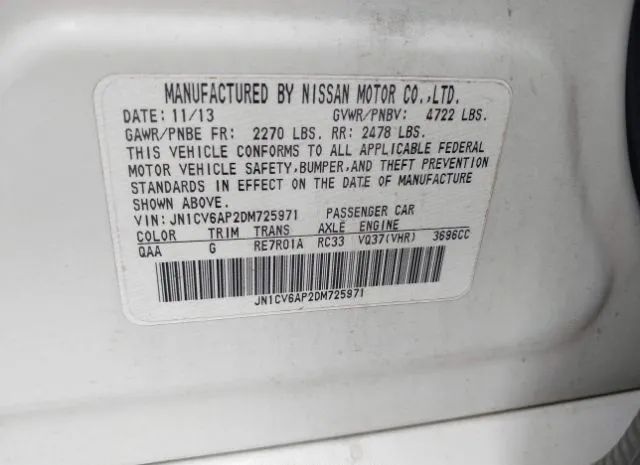 MANUFACTURED BY NISSAN MOTOR CO.,LTD.
DATE: 11/13 GVWR/PNBV: 4722 LBS.
GAWR/PNBE FR: 2270 LBS. RR: 2478 LBS.
THIS VEHICLE CONFORMS TO ALL APPLICABLE FEDERAL
MOTOR VEHICLE SAFETY, BUMPER, AND THEFT PREVENTION
STANDARDS IN EFFECT ON THE DATE OF MANUFACTURE
SHOWN ABOVE.
VIN: JN1CV6AP2DM725971 PASSENGER CAR
COLOR TRIM TRANS AXLE ENGINE
QAA G RE7R01A RC33 VQ37(VHR) 3696CC
JN1CV6AP2DM725971